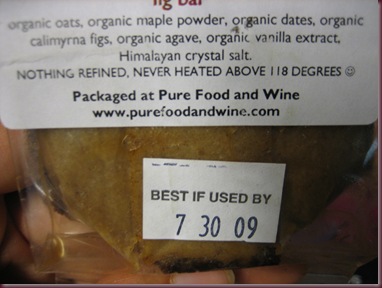 fig bar
organic oats, organic maple powder, organic dates, organic
calimyrna figs, organic agave, organic vanilla extract,
Himalayan crystal salt.
NOTHING REFINED, NEVER HEATED ABOVE 118 DEGREES ☺
Packaged at Pure Food and Wine
www.purefoodandwine.com
BEST IF USED BY
7 30 09